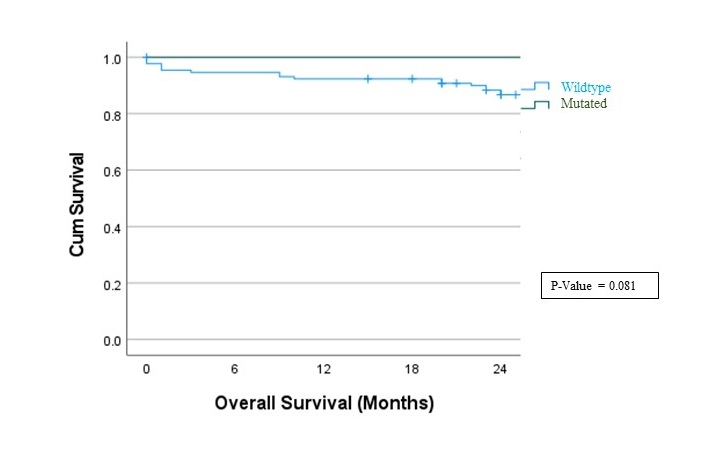 Cum Survival
1.0
0.8
0.6
0.4
0.2
0.0
0 6 12 18 24
Overall Survival (Months)
Wildtype
Mutated
P-Value = 0.081